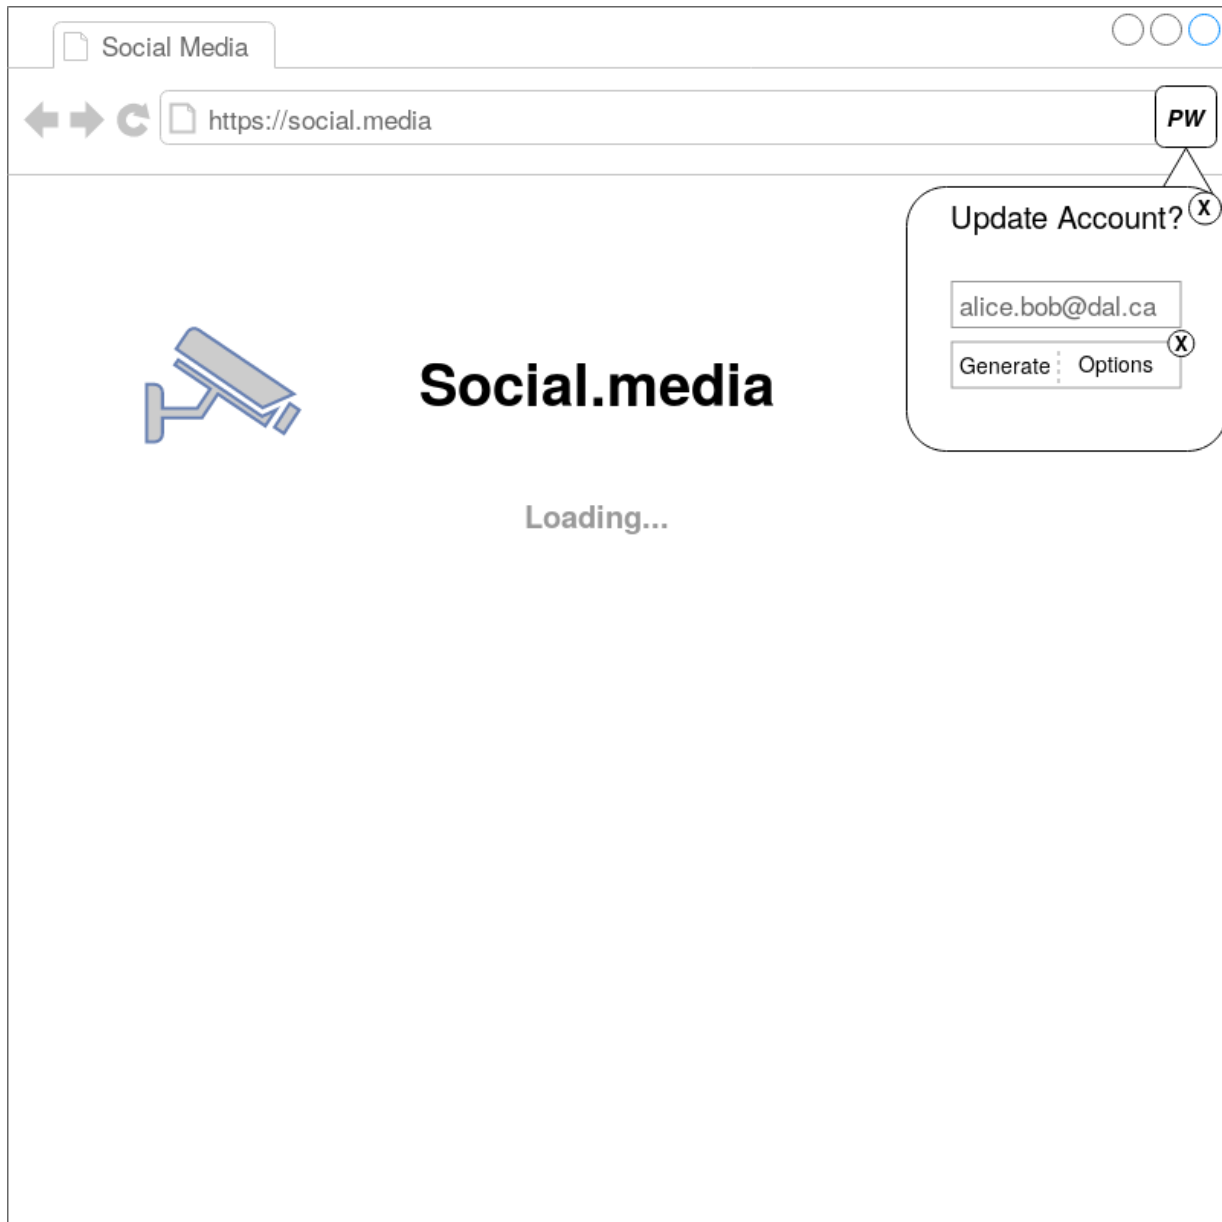 Social Media
https://social.media
PW
Update Account?
X
alice.bob@dal.ca
X
Generate Options
Social.media
Loading...